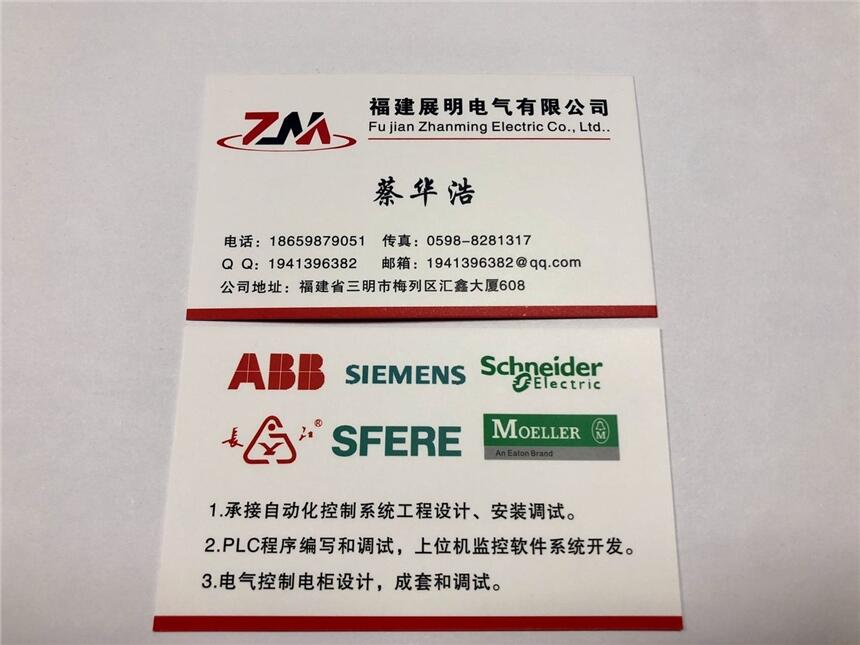 ZM
福建展明电气有限公司
Fu jian Zhanming Electric Co., Ltd..
蔡华浩
电话：18659879051 传真：0598-8281317
Q Q：1941396382 邮箱：1941396382@qq.com
公司地址：福建省三明市梅列区汇鑫大厦608
ABB SIEMENS Schneider Electric
长江® SFERE MOELLER
An Eaton Brand
1.承接自动化控制系统工程设计、安装调试。
2.PLC程序编写和调试，上位机监控软件系统开发。
3.电气控制电柜设计，成套和调试。